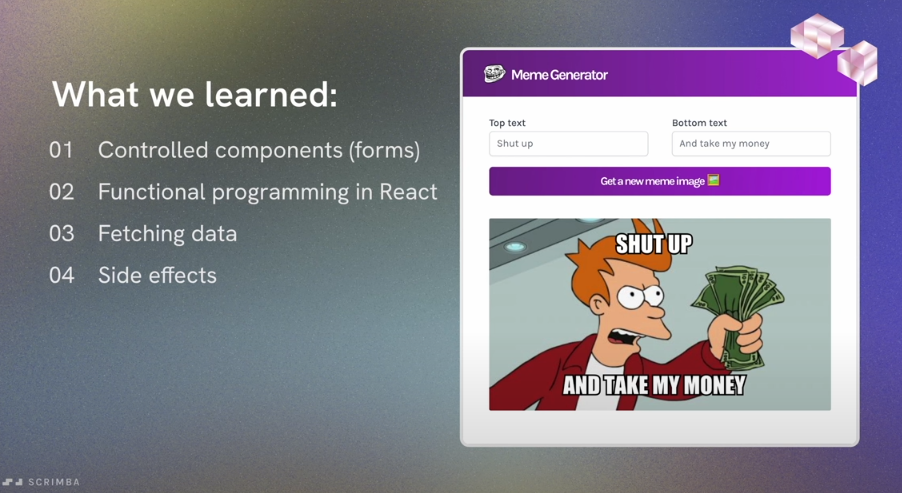 What we learned:
01 Controlled components (forms)
02 Functional programming in React
03 Fetching data
04 Side effects
Meme Generator
Top text
Bottom text
Shut up
And take my money
Get a new meme image
SHUT UP
AND TAKE MY MONEY
SCRIMBA